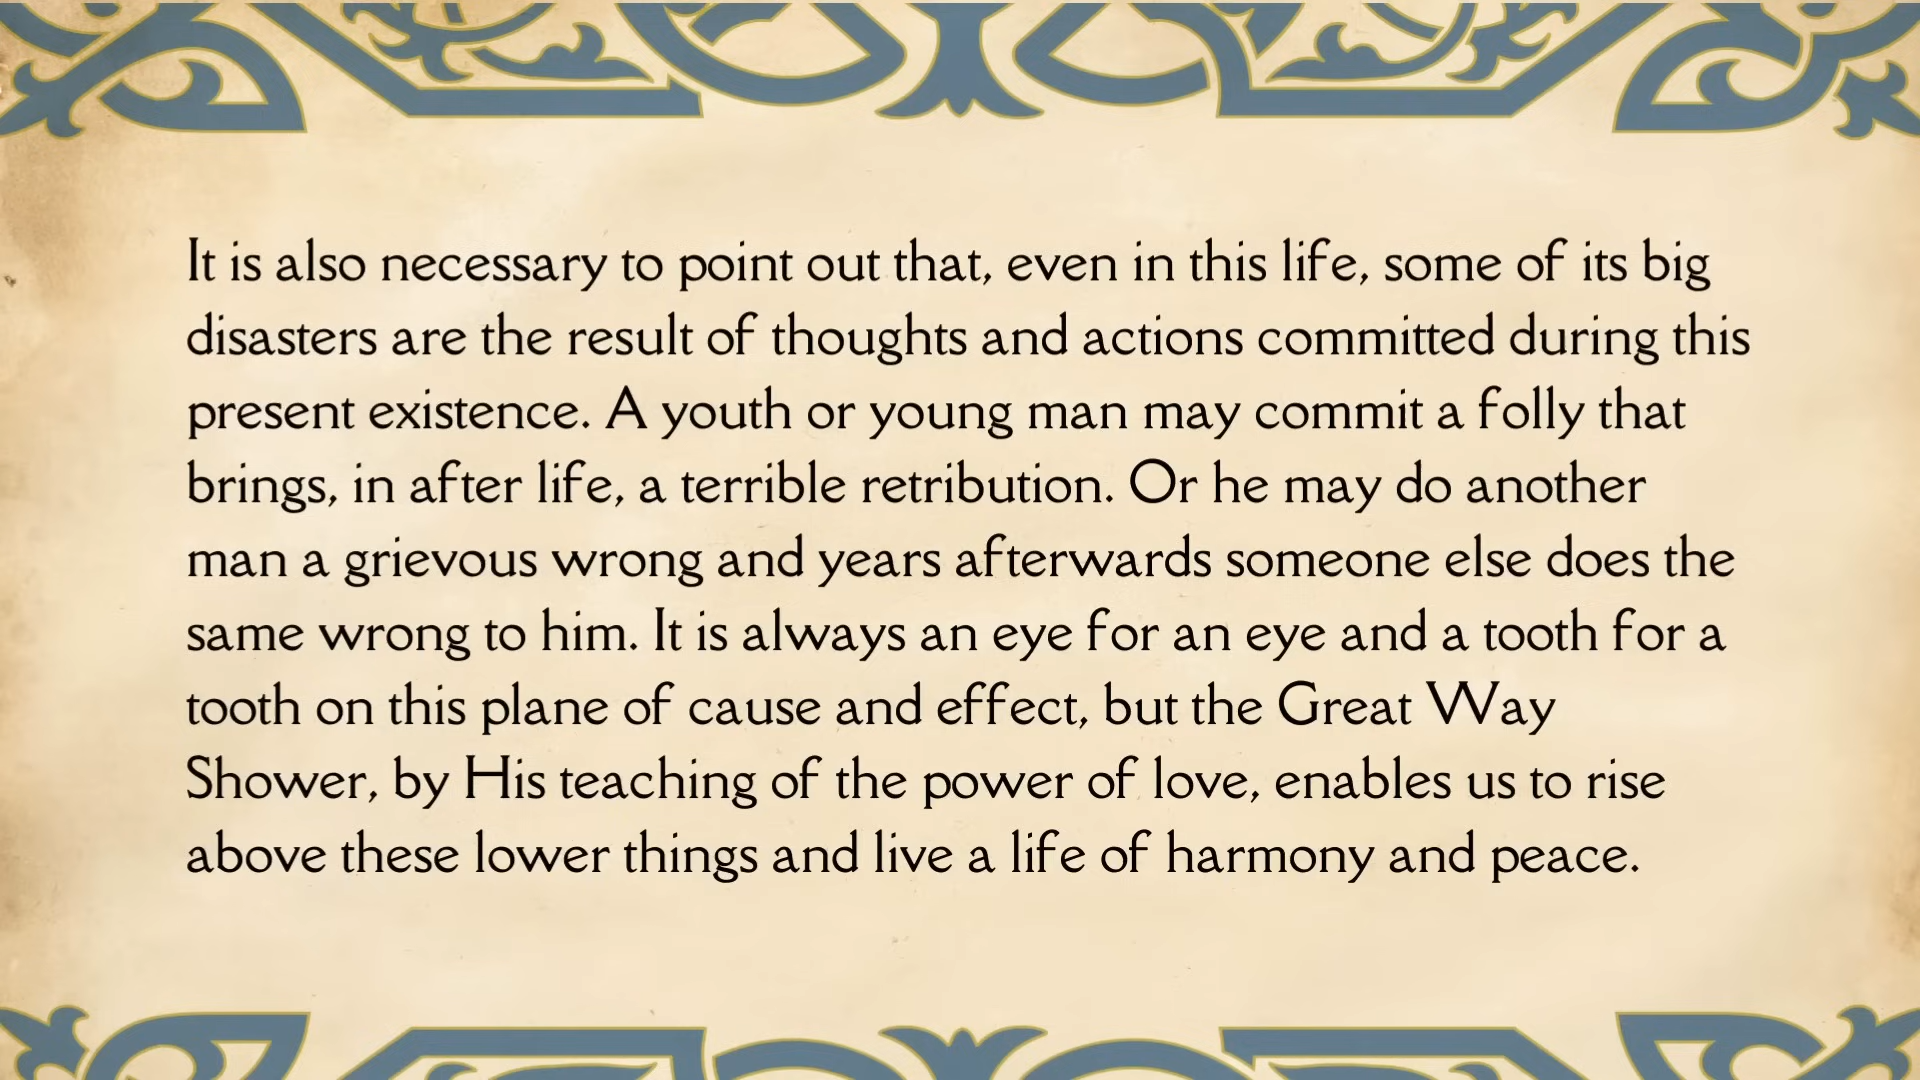 It is also necessary to point out that, even in this life, some of its big
disasters are the result of thoughts and actions committed during this
present existence. A youth or young man may commit a folly that
brings, in after life, a terrible retribution. Or he may do another
man a grievous wrong and years afterwards someone else does the
same wrong to him. It is always an eye for an eye and a tooth for a
tooth on this plane of cause and effect, but the Great Way
Shower, by His teaching of the power of love, enables us to rise
above these lower things and live a life of harmony and peace.